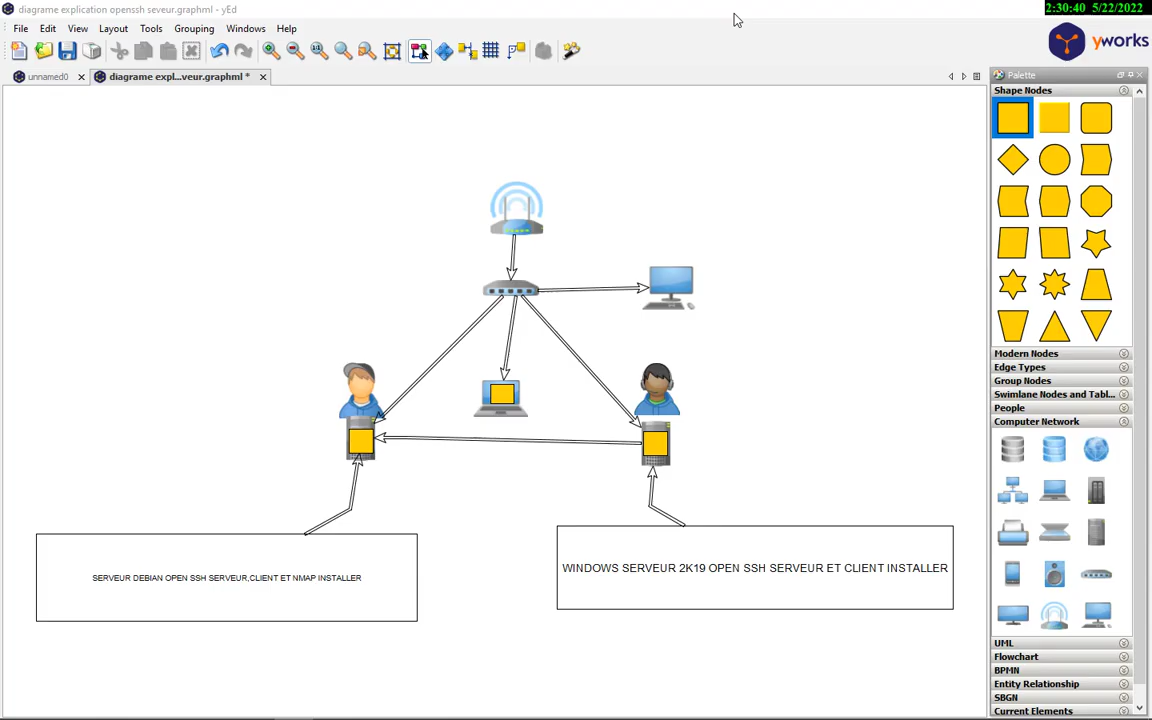 diagrame explication openssh seveur.graphml - yEd
2:30:40 5/22/2022
File Edit View Layout Tools Grouping Windows Help
yworks
unnamed0
diagrame expl...veur.graphml *
Palette
Shape Nodes
Modern Nodes
Edge Types
Group Nodes
Swimlane Nodes and Tabl...
People
Computer Network
UML
Flowchart
BPMN
Entity Relationship
SBGN
Current Elements
SERVEUR DEBIAN OPEN SSH SERVEUR,CLIENT ET NMAP INSTALLER
WINDOWS SERVEUR 2K19 OPEN SSH SERVEUR ET CLIENT INSTALLER